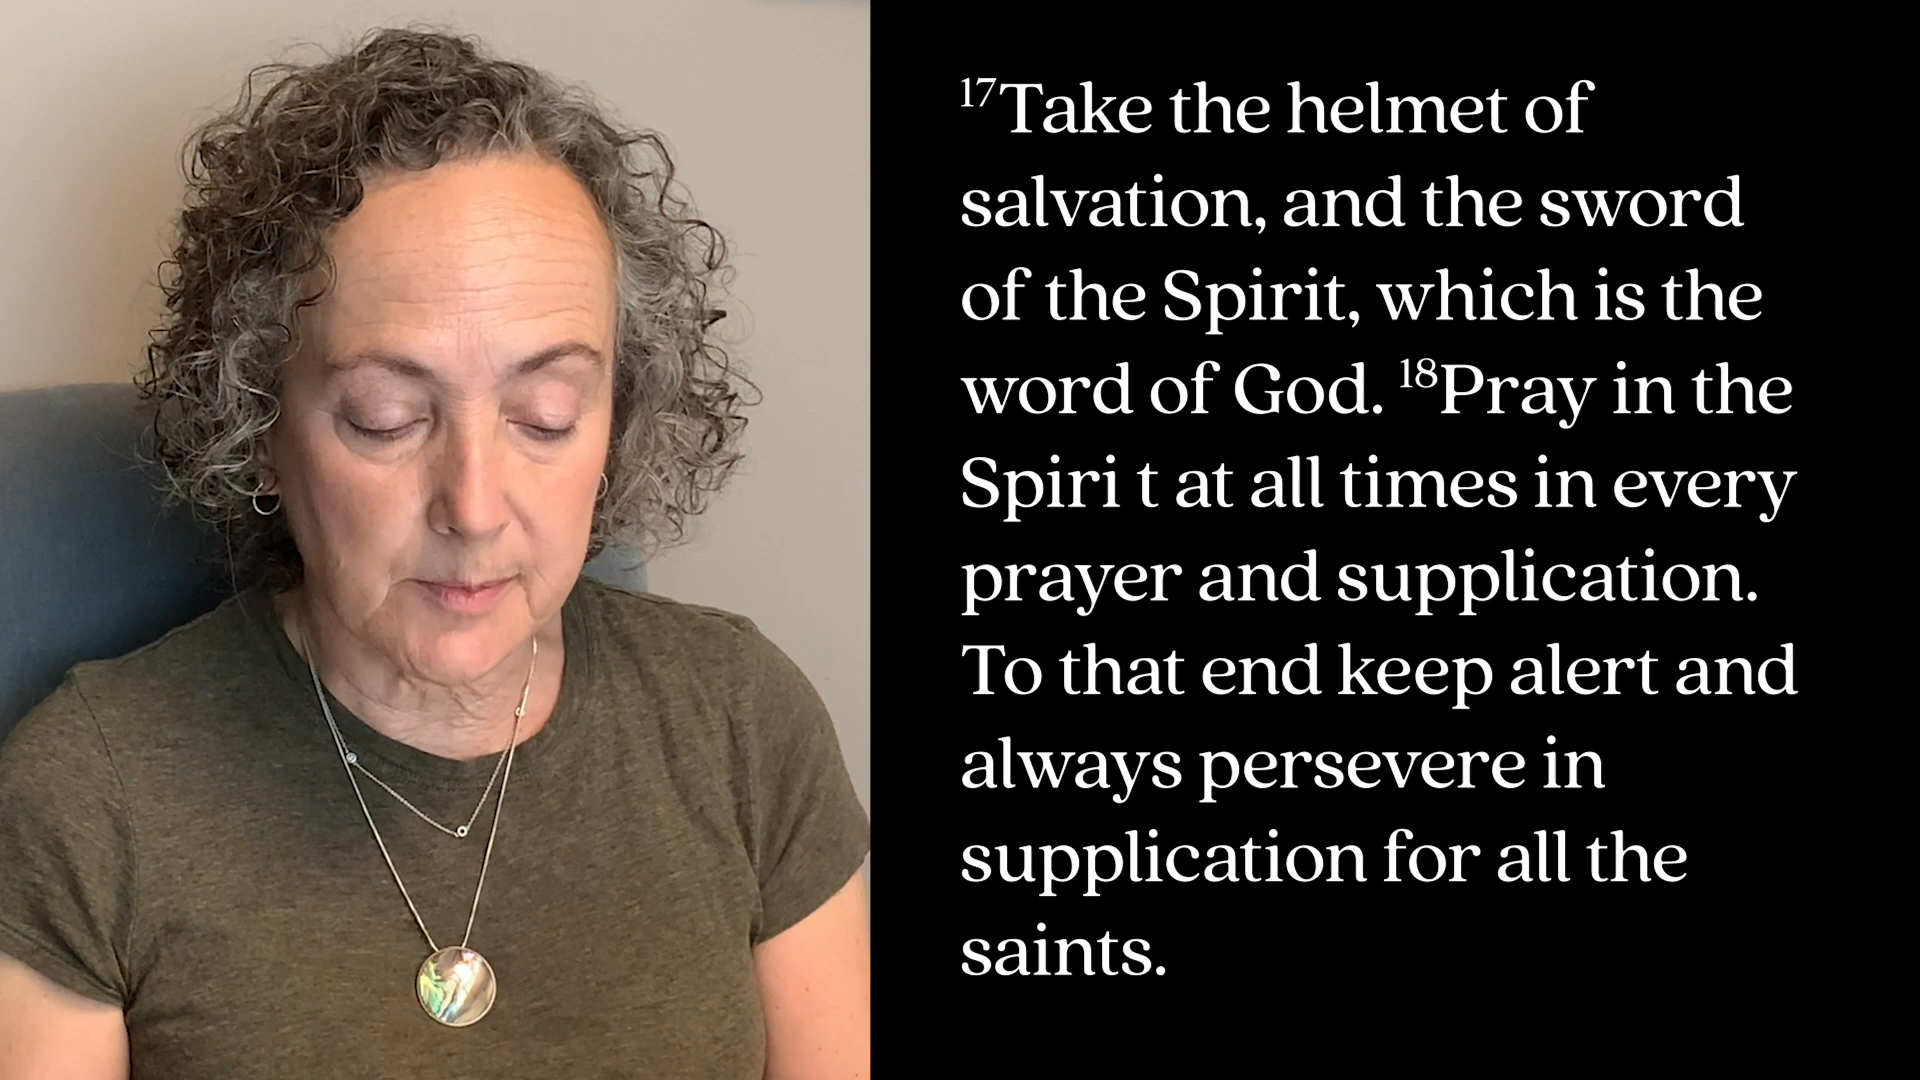 17Take the helmet of
salvation, and the sword
of the Spirit, which is the
word of God. 18Pray in the
Spiri t at all times in every
prayer and supplication.
To that end keep alert and
always persevere in
supplication for all the
saints.